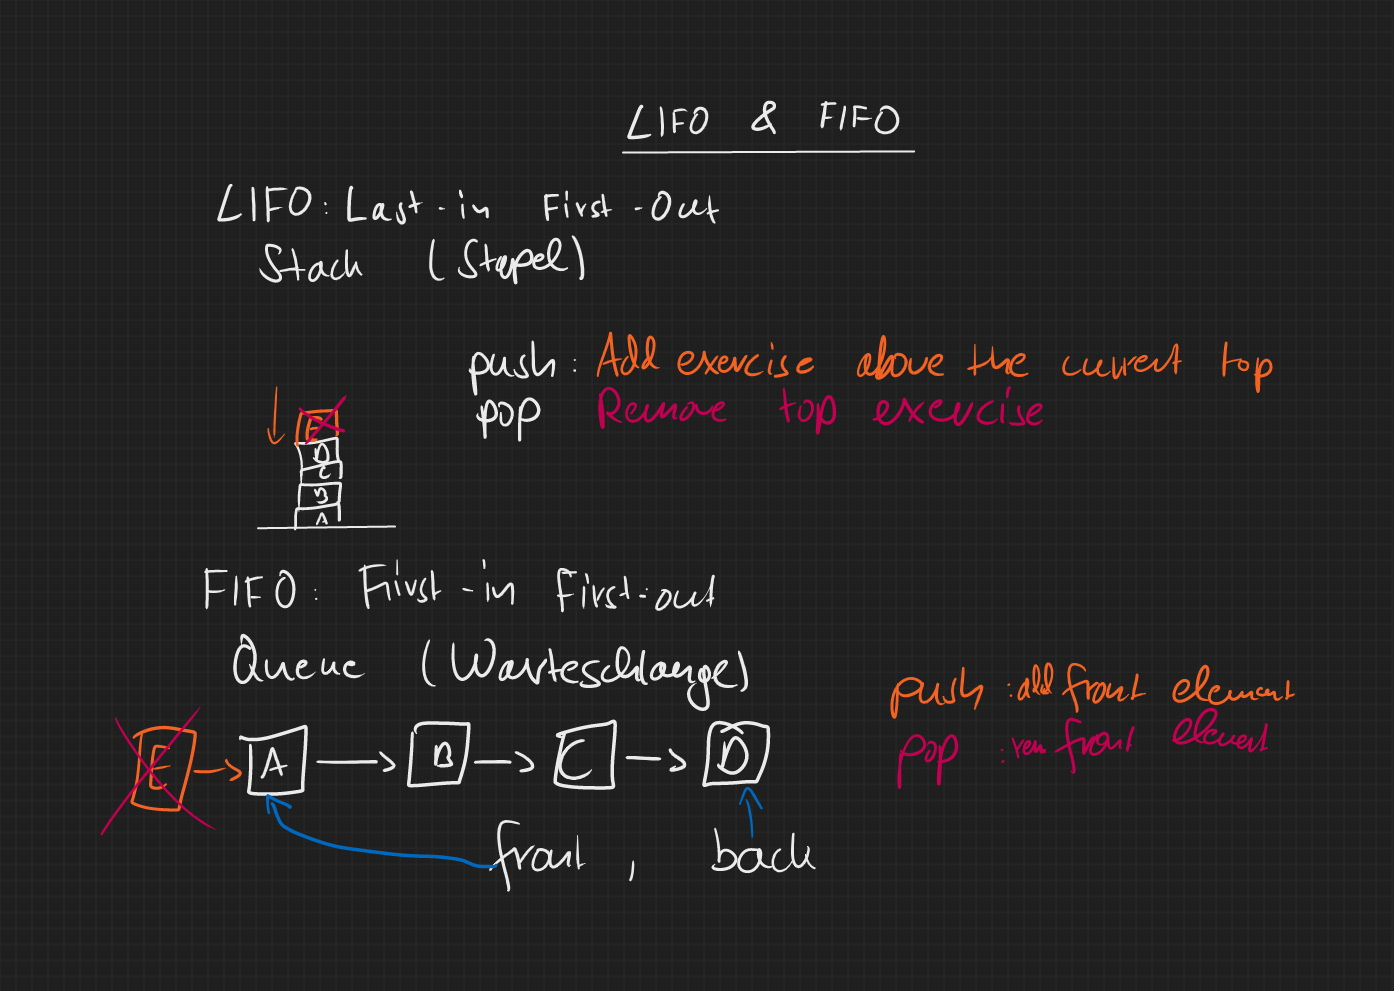 LIFO & FIFO
LIFO: Last-in First-Out
Stack (Stapel)
push: Add exercise above the current top
pop Remove top exercise
E
D
C
B
A
FIFO: First-in First-out
Queue (Warteschlange)
push: add front element
pop: rem front element
E A B C D
front, back